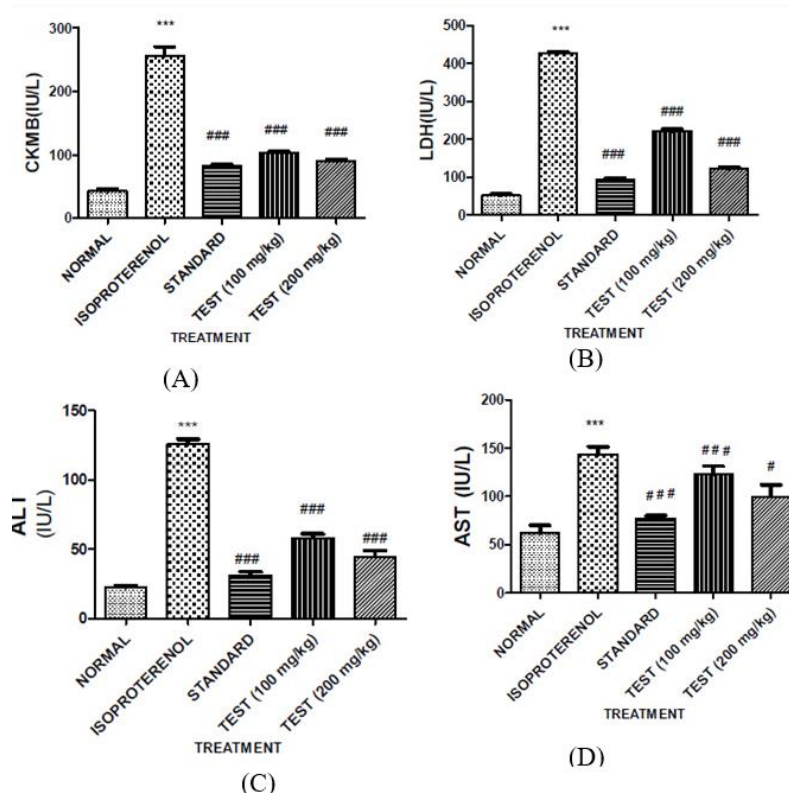 ***
300
200
100
0
CKMB(IU/L)
###
###
###
NORMAL
ISOPROTERENOL
STANDARD
TEST (100 mg/kg)
TEST (200 mg/kg)
TREATMENT
(A)
***
500
400
300
200
100
0
LDH(IU/L)
###
###
###
NORMAL
ISOPROTERENOL
STANDARD
TEST (100 mg/kg)
TEST (200 mg/kg)
TREATMENT
(B)
150
100
50
0
ALT
(IU/L)
***
###
###
###
NORMAL
ISOPROTERENOL
STANDARD
TEST (100 mg/kg)
TEST (200 mg/kg)
TREATMENT
(C)
200
150
100
50
0
AST (IU/L)
***
###
###
#
NORMAL
ISOPROTERENOL
STANDARD
TEST (100 mg/kg)
TEST (200 mg/kg)
TREATMENT
(D)